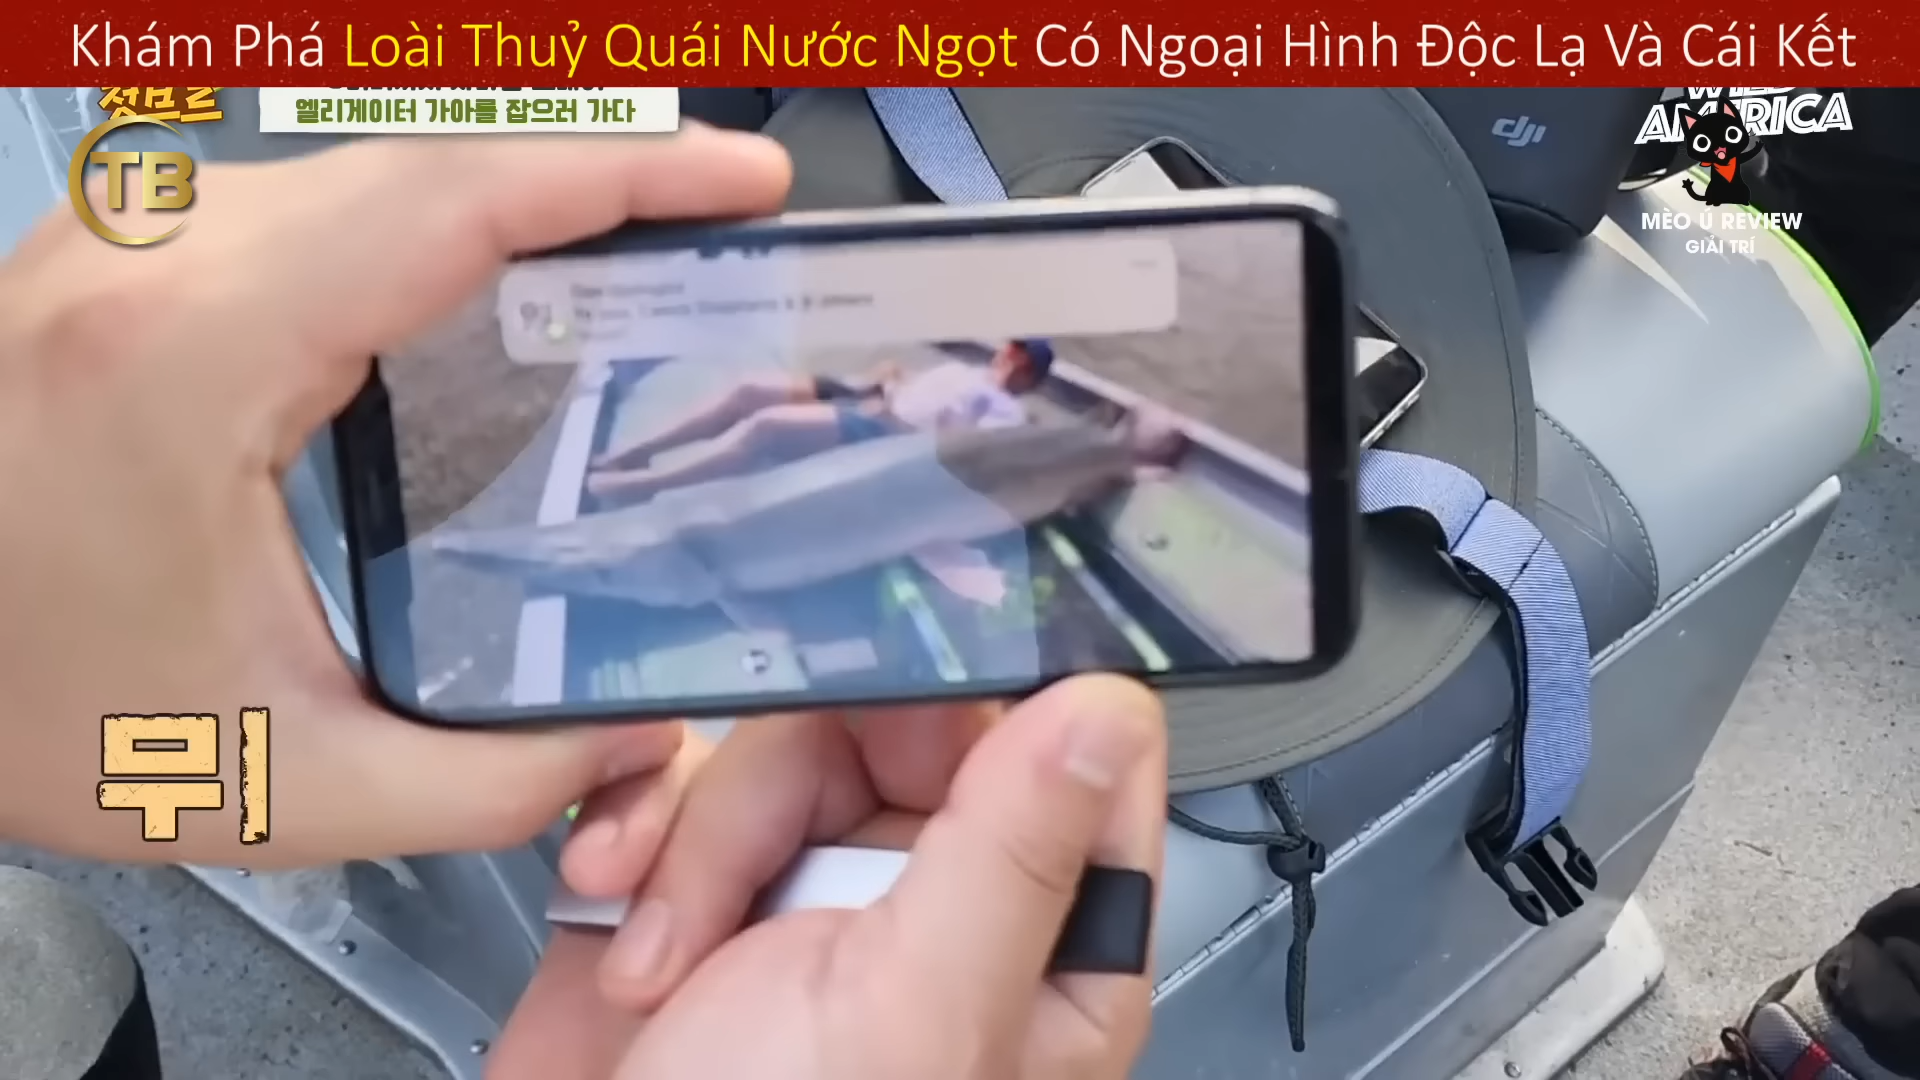 Khám Phá Loài Thuỷ Quái Nước Ngọt Có Ngoại Hình Độc Lạ Và Cái Kết
엘리게이터 가아를 잡으러 가다
WILD
AMERICA
dji
TB
MÈO Ú REVIEW
GIẢI TRÍ
뮈